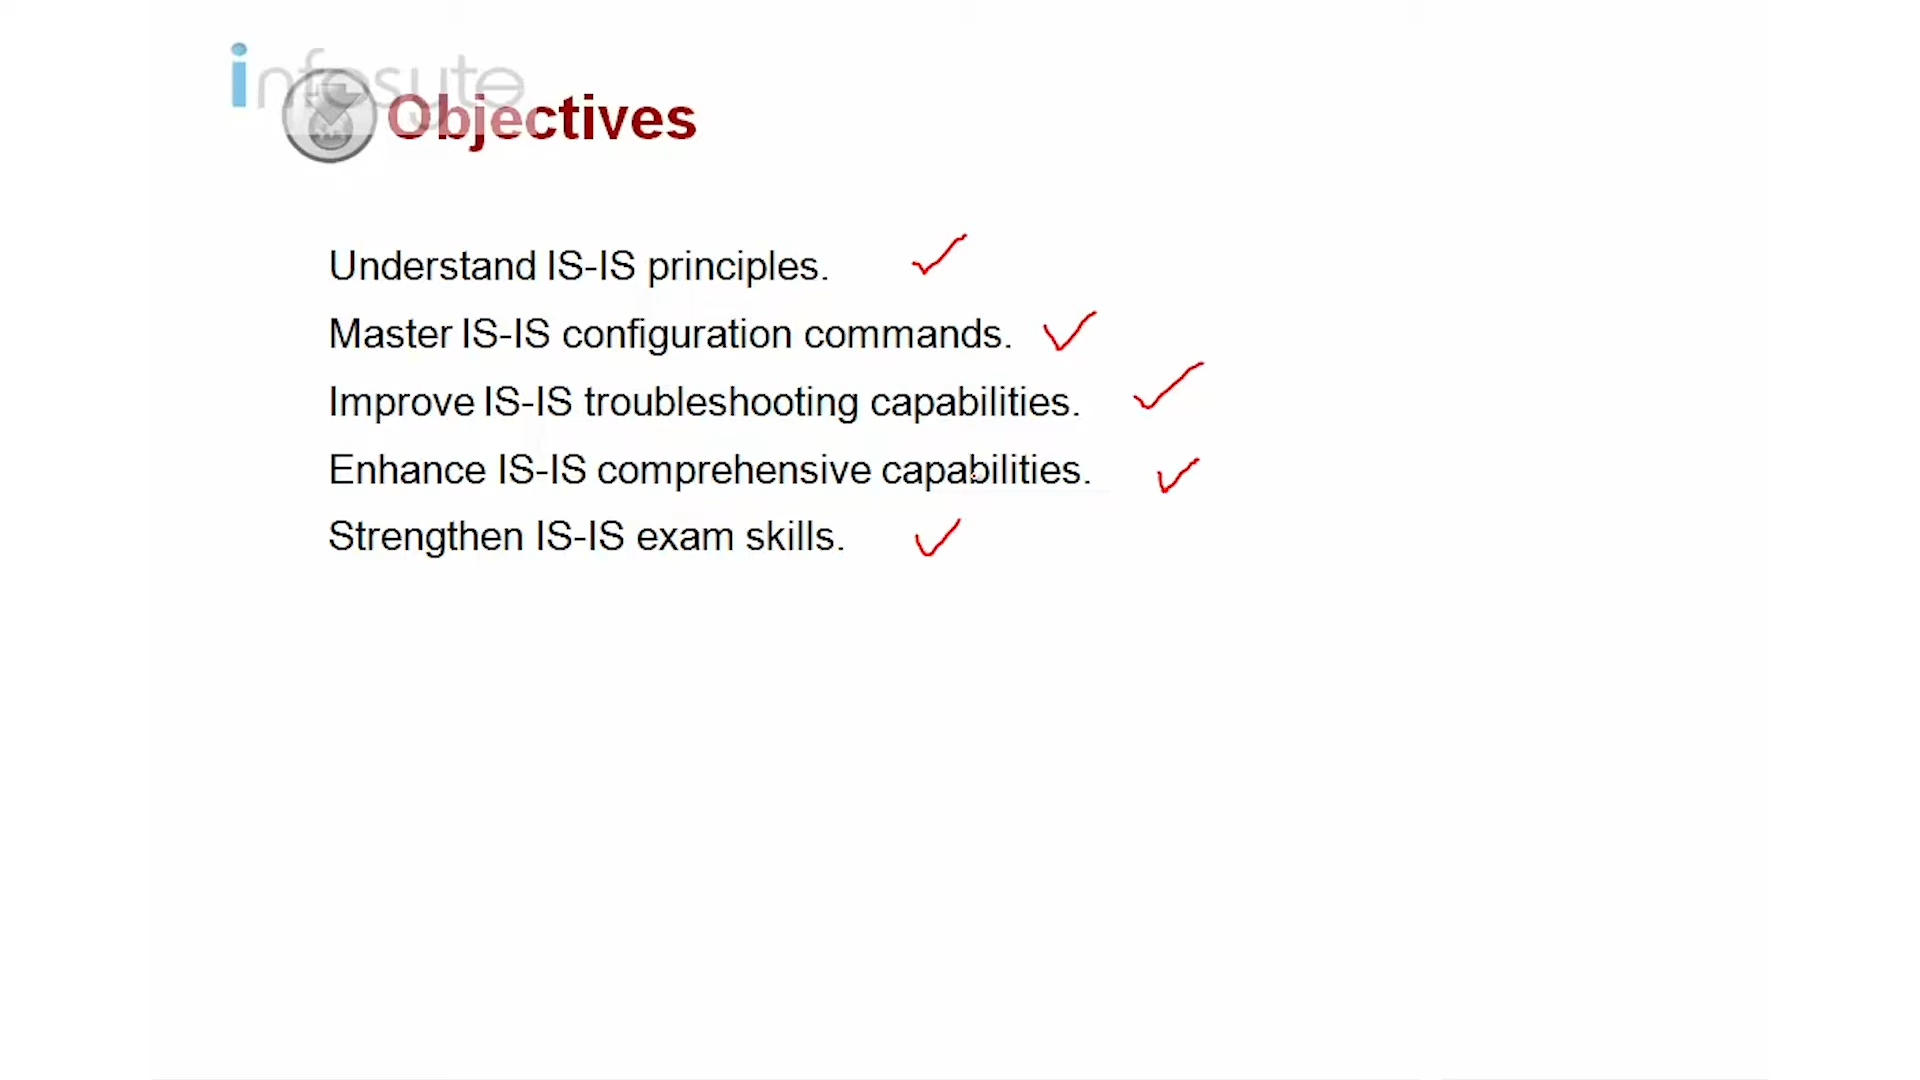 infosyte
Objectives
Understand IS-IS principles.
Master IS-IS configuration commands.
Improve IS-IS troubleshooting capabilities.
Enhance IS-IS comprehensive capabilities.
Strengthen IS-IS exam skills.